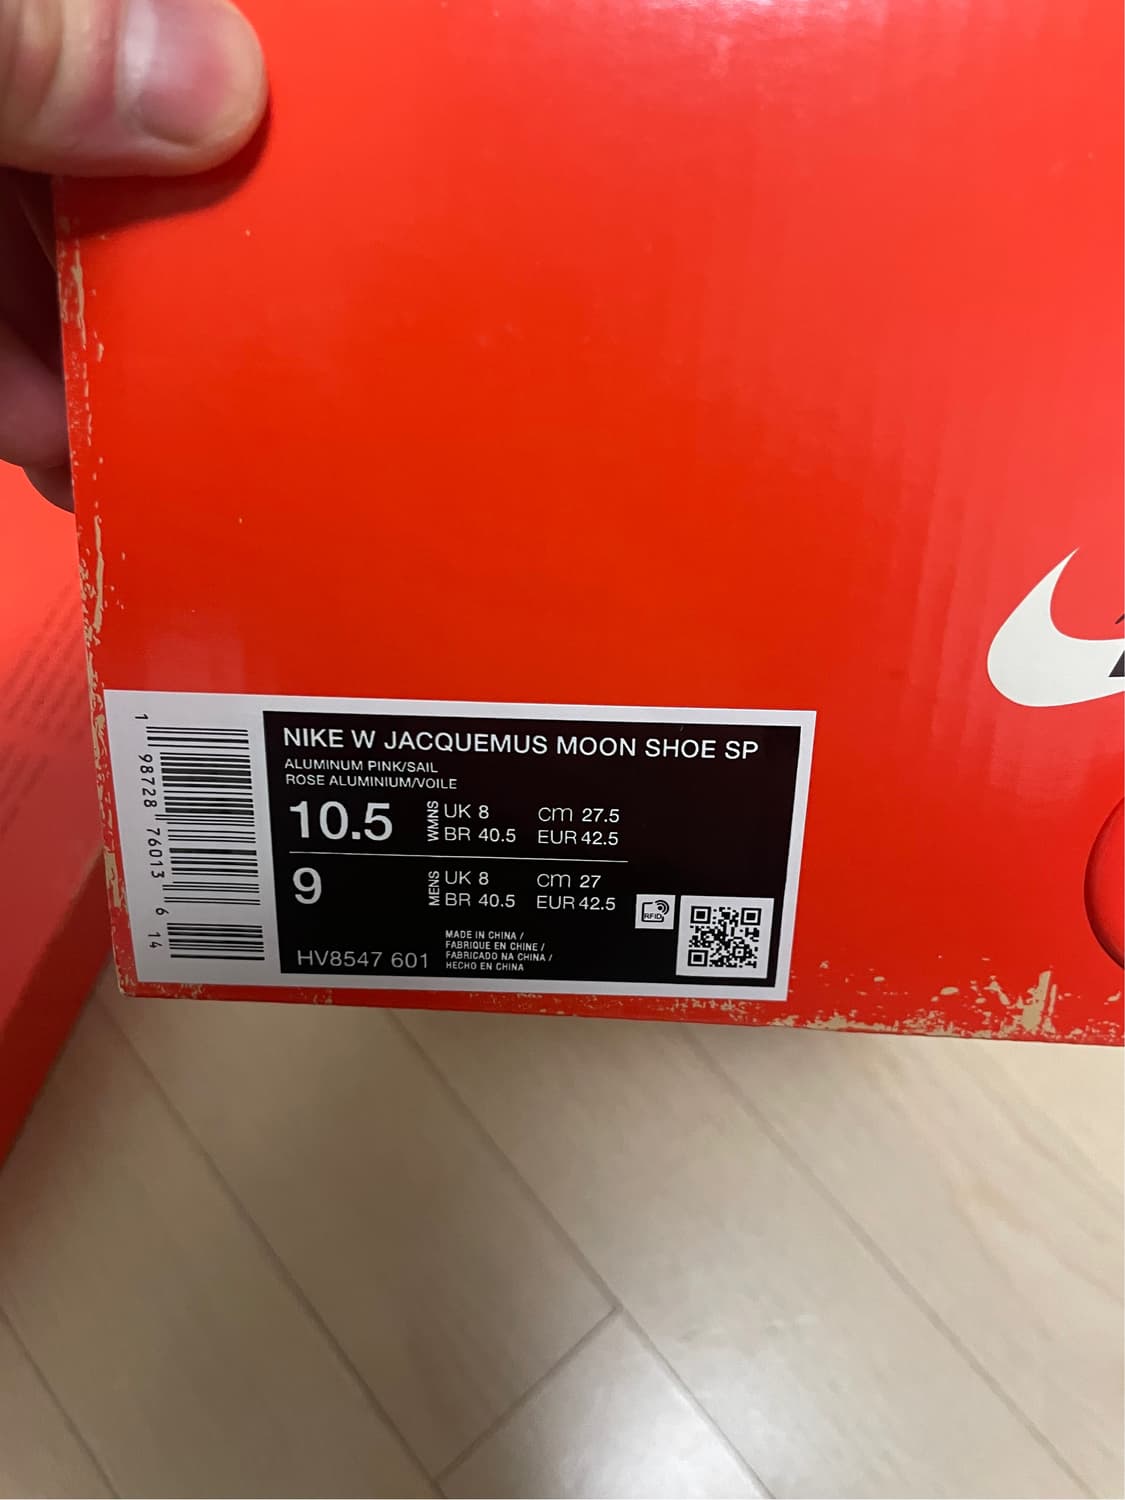 NIKE W JACQUEMUS MOON SHOE SP
ALUMINUM PINK/SAIL
ROSE ALUMINIUM/VOILE
10.5 WMNS UK 8 cm 27.5
BR 40.5 EUR 42.5
9 MENS UK 8 cm 27
BR 40.5 EUR 42.5
RFID
HV8547 601
MADE IN CHINA /
FABRIQUE EN CHINE /
FABRICADO NA CHINA /
HECHO EN CHINA
1 98728 76013 6 14